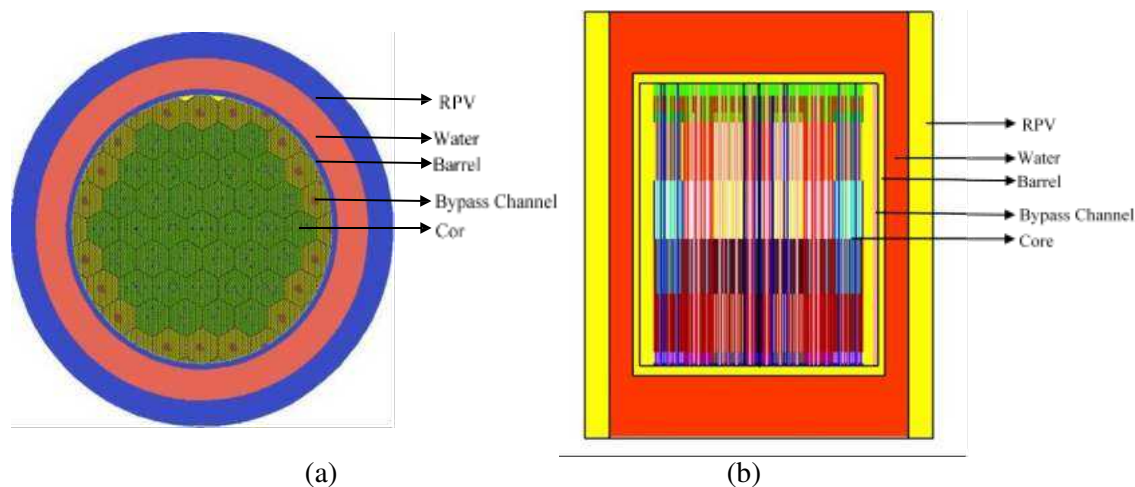 RPV
Water
Barrel
Bypass Channel
Cor
(a)
RPV
Water
Barrel
Bypass Channel
Core
(b)